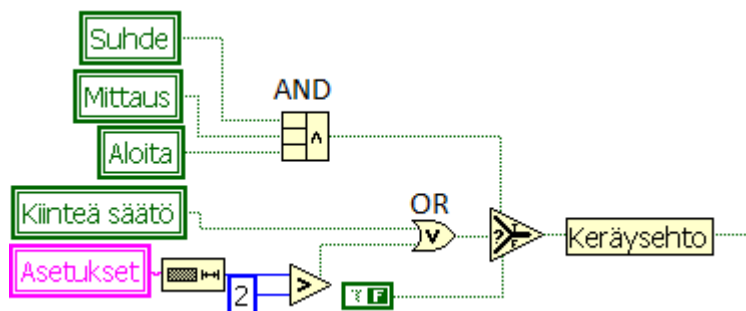 Suhde
Mittaus
AND
Aloita
Kiinteä säätö
OR
Keräysehto
Asetukset
2
F